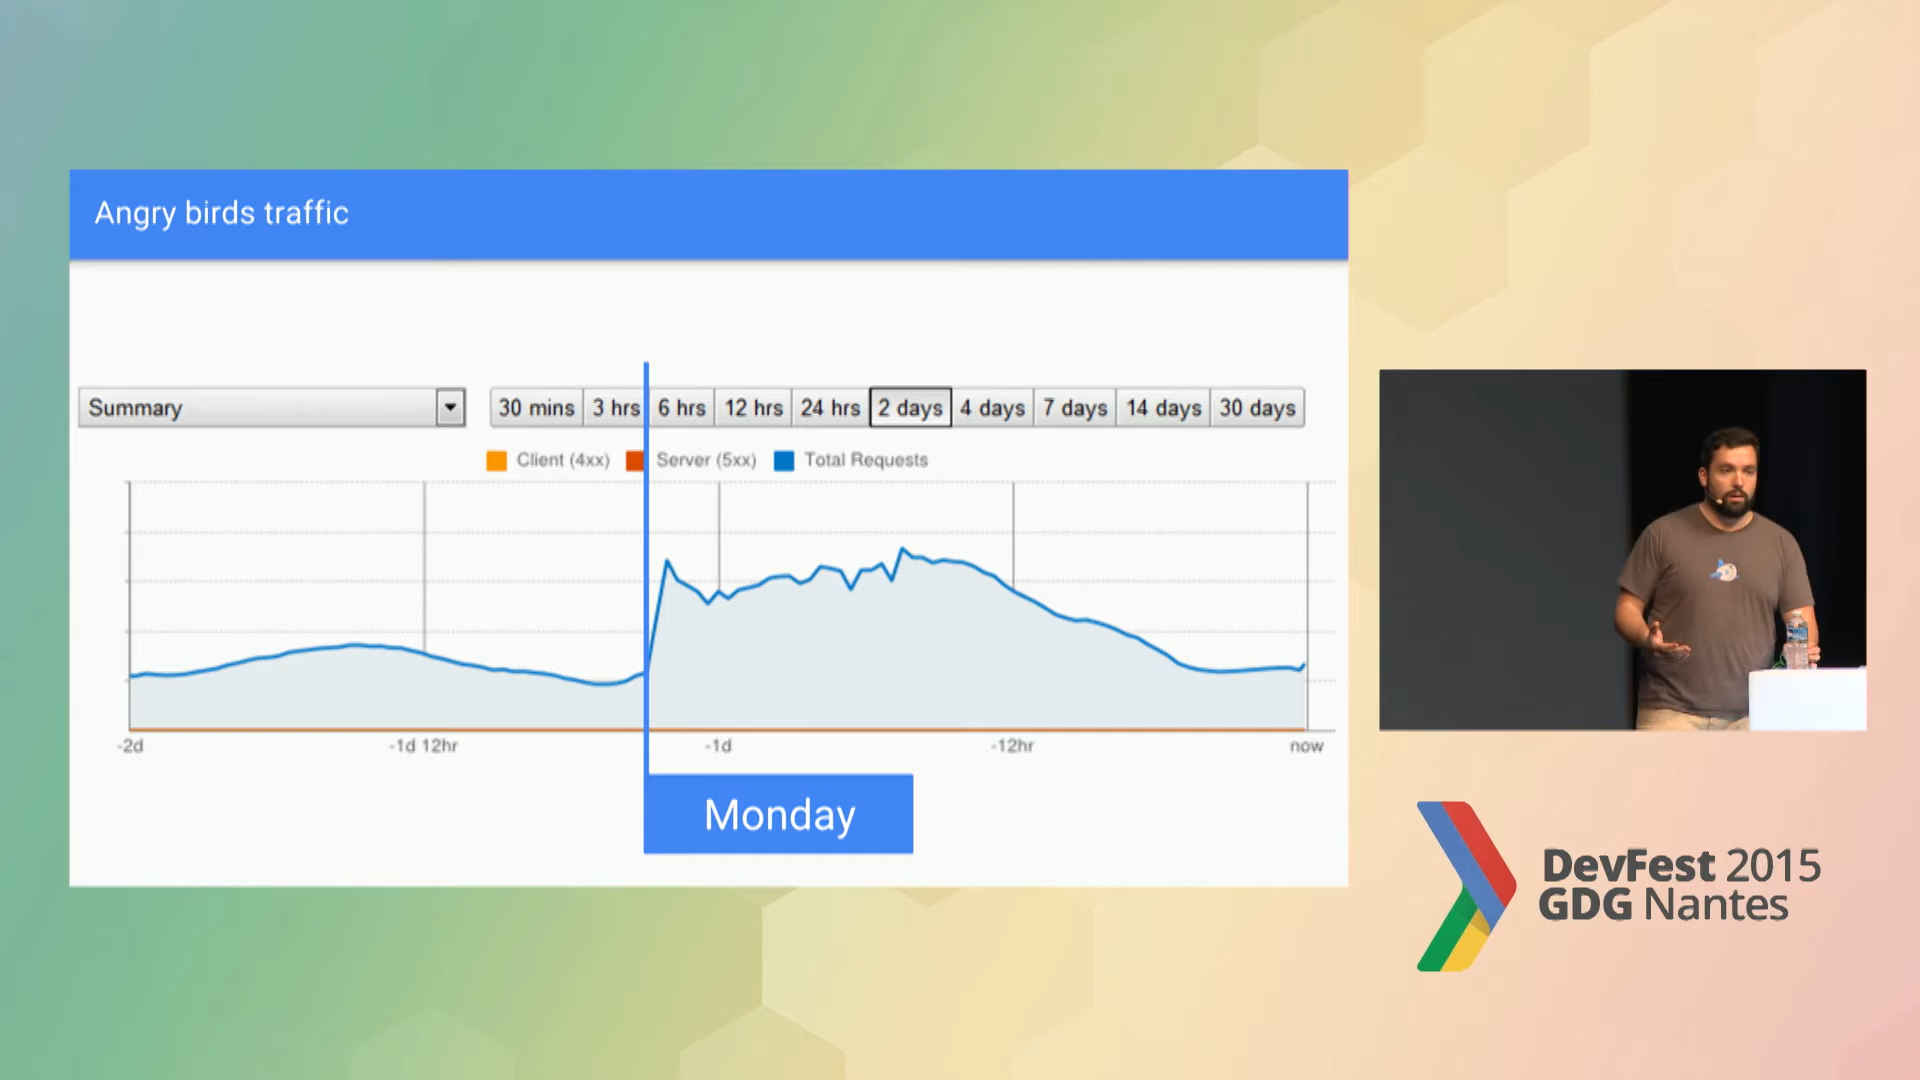 Angry birds traffic
Summary
30 mins 3 hrs 6 hrs 12 hrs 24 hrs 2 days 4 days 7 days 14 days 30 days
Client (4xx) Server (5xx) Total Requests
-2d -1d 12hr -1d -12hr now
Monday
DevFest 2015
GDG Nantes